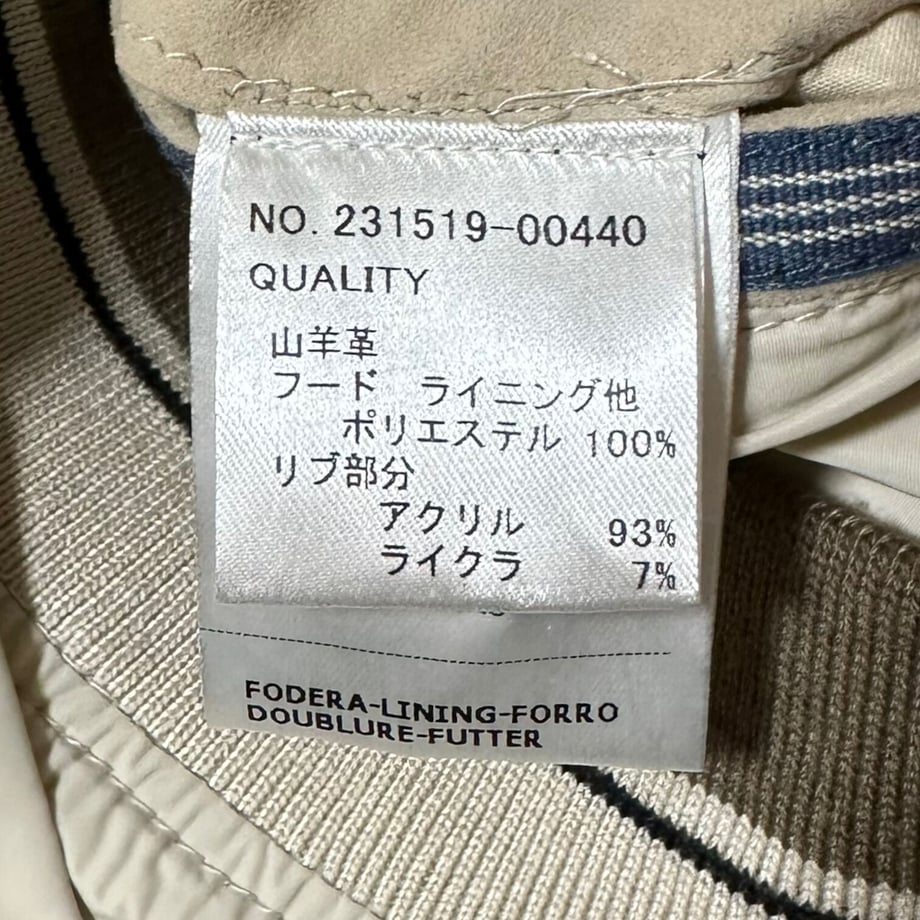 NO. 231519-00440
QUALITY
山羊革
フード ライニング他
ポリエステル 100%
リブ部分
アクリル 93%
ライクラ 7%
FODERA-LINING-FORRO
DOUBLURE-FUTTER